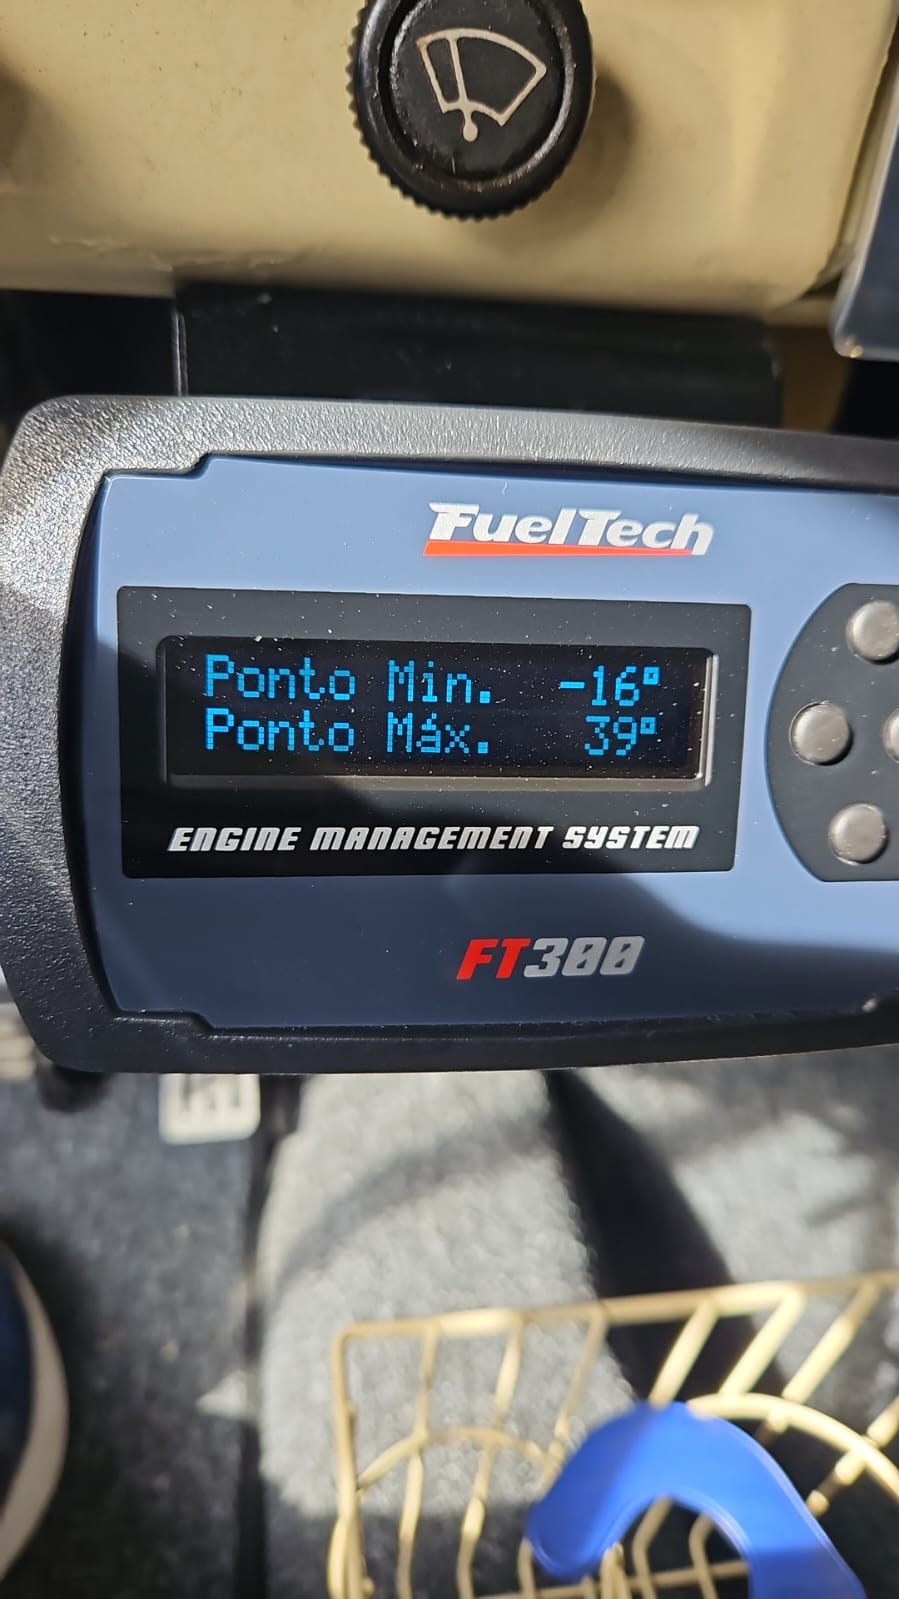 FuelTech
Ponto Min. -16°
Ponto Máx. 39°
ENGINE MANAGEMENT SYSTEM
FT300